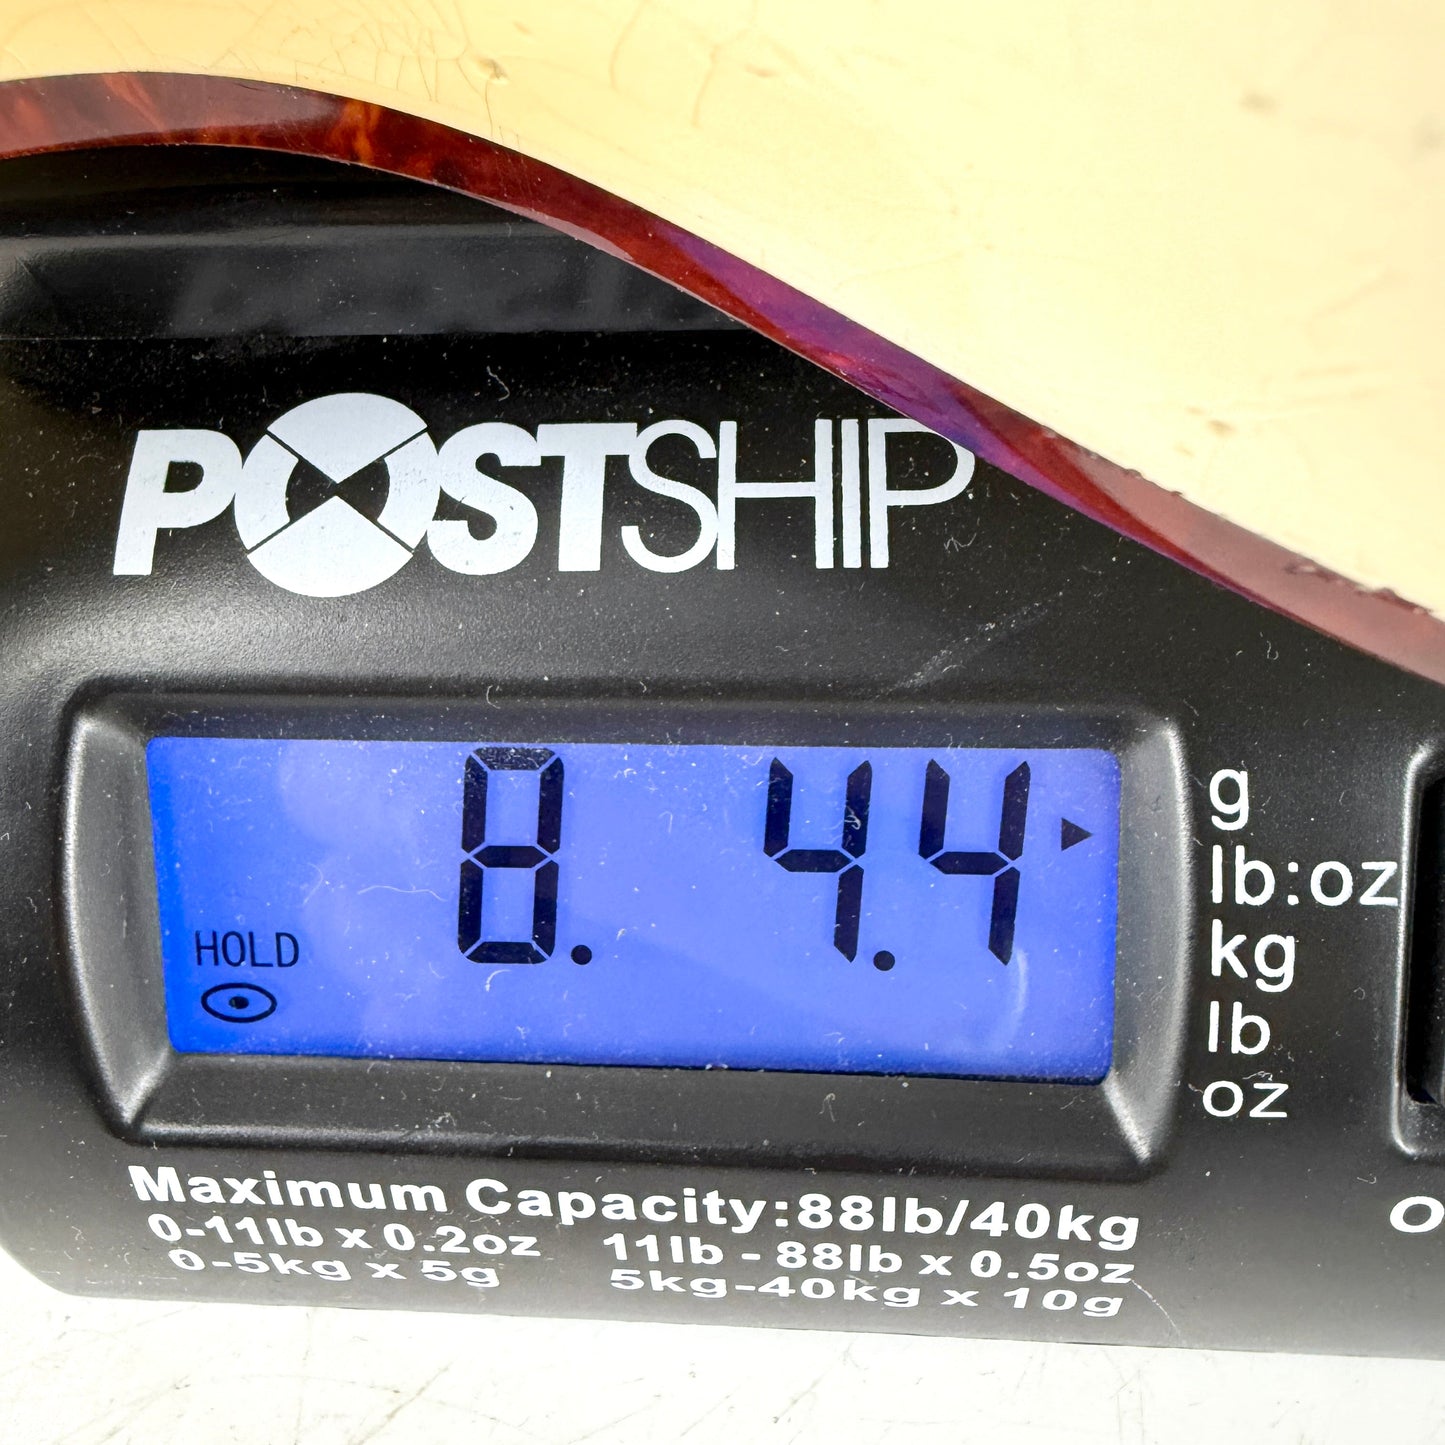 POSTSHIP
8. 4.4
HOLD
g
lb:oz
kg
lb
oz
Maximum Capacity:88lb/40kg
0-11lb x 0.2oz 11lb - 88lb x 0.5oz
0-5kg x 5g 5kg-40kg x 10g